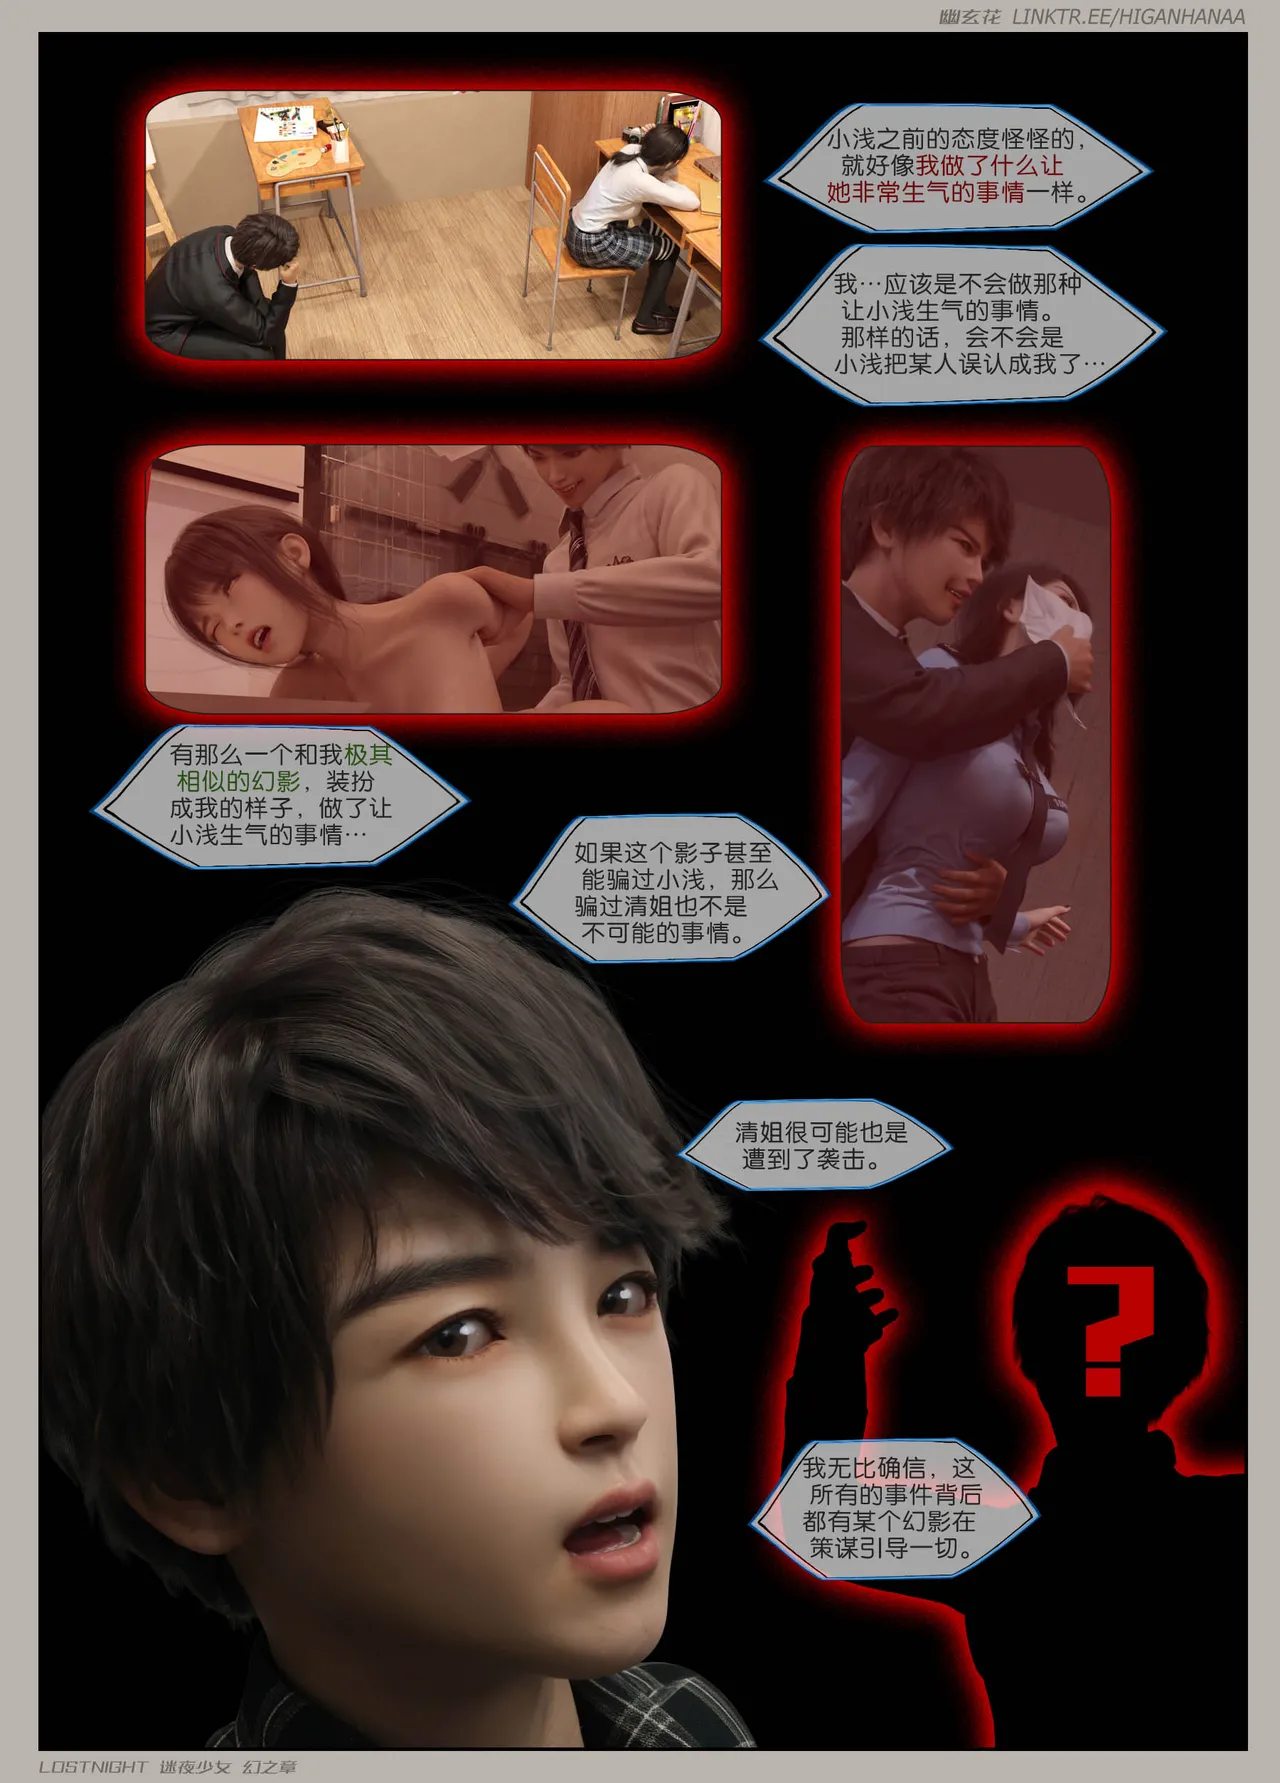 幽玄花 LINKTR.EE/HIGANHANAA
小浅之前的态度怪怪的，
就好像我做了什么让
她非常生气的事情一样。
我…应该是不会做那种
让小浅生气的事情。
那样的话，会不会是
小浅把某人误认成我了…
有那么一个和我极其
相似的幻影，装扮
成我的样子，做了让
小浅生气的事情…
如果这个影子甚至
能骗过小浅，那么
骗过清姐也不是
不可能的事情。
清姐很可能也是
遭到了袭击。
?
我无比确信，这
所有的事件背后
都有某个幻影在
策谋引导一切。
LOSTNIGHT 迷夜少女 幻之章